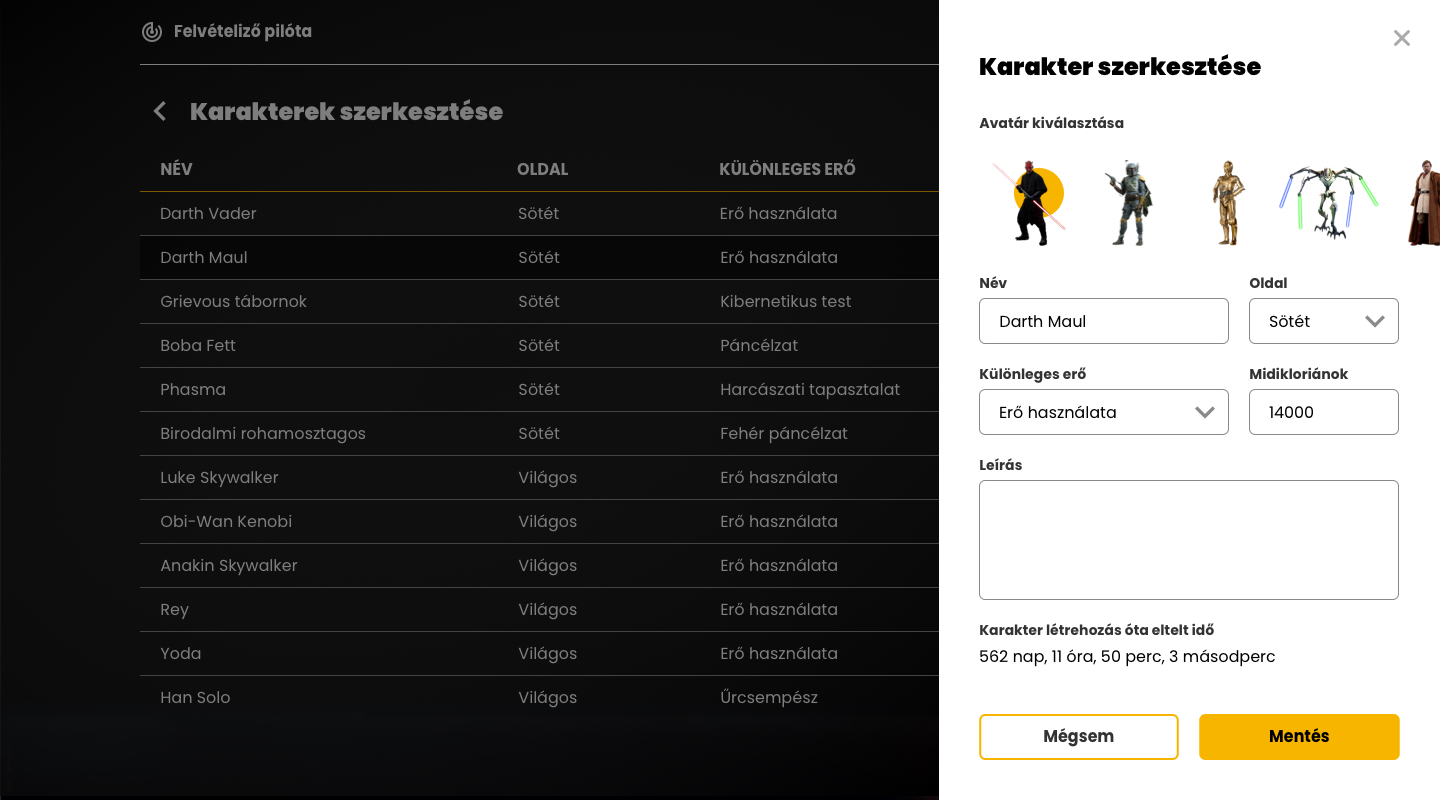 Felvételiző pilóta
Karakterek szerkesztése
NÉV OLDAL KÜLÖNLEGES ERŐ
Darth Vader Sötét Erő használata
Darth Maul Sötét Erő használata
Grievous tábornok Sötét Kibernetikus test
Boba Fett Sötét Páncélzat
Phasma Sötét Harcászati tapasztalat
Birodalmi rohamosztagos Sötét Fehér páncélzat
Luke Skywalker Világos Erő használata
Obi-Wan Kenobi Világos Erő használata
Anakin Skywalker Világos Erő használata
Rey Világos Erő használata
Yoda Világos Erő használata
Han Solo Világos Űrcsempész
Karakter szerkesztése
Avatár kiválasztása
Név Oldal
Darth Maul Sötét
Különleges erő Midikloriánok
Erő használata 14000
Leírás
Karakter létrehozás óta eltelt idő
562 nap, 11 óra, 50 perc, 3 másodperc
Mégsem Mentés